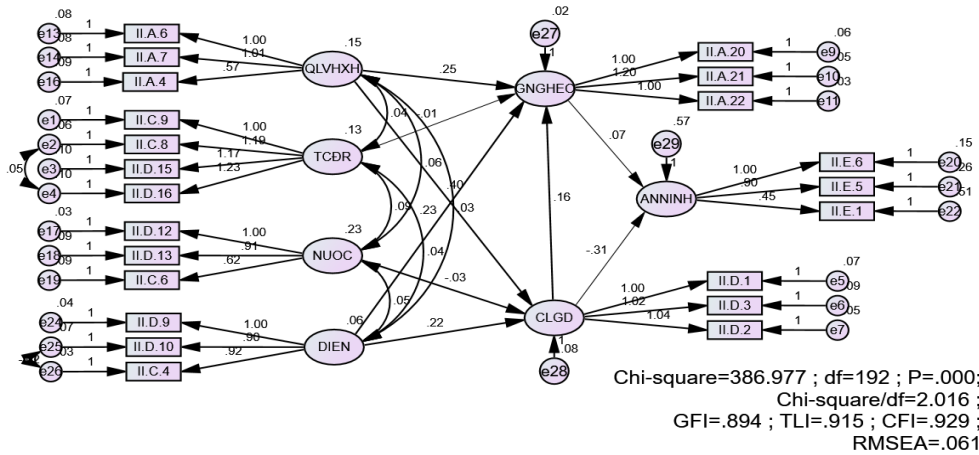 .08
e13 1 II.A.6 1.00
.08
e14 1 II.A.7 1.01
.09
e16 1 II.A.4 .57
.15
QLVHXH
.07
e1 1 II.C.9 1.00
.06
e2 1 II.C.8 1.19
.10
e3 1 II.D.15 1.17
.10
e4 1 II.D.16 1.23
.05
.13
TCĐR
.03
e17 1 II.D.12 1.00
.09
e18 1 II.D.13 .91
.09
e19 1 II.C.6 .62
.23
NUOC
.04
e24 1 II.D.9 1.00
.07
e25 1 II.D.10 .90
.03
e26 1 II.C.4 .92
.06
DIEN
.25
-.01
.04
.06
.40
.03
.09
.23
.04
-.03
.05
.22
.02
e27
1
GNGHEO
1.00 II.A.20 1 e9 .06
1.20 II.A.21 1 e10 .05
1.00 II.A.22 1 e11 .03
.07
.16
-.31
.57
e29
1
ANNINH
1.00 II.E.6 1 e20 .15
.90 II.E.5 1 e21 .26
.45 II.E.1 1 e22 .51
CLGD
1.00 II.D.1 1 e5 .07
1.02 II.D.3 1 e6 .09
1.04 II.D.2 1 e7 .05
1
.08
e28
Chi-square=386.977 ; df=192 ; P=.000;
Chi-square/df=2.016 ;
GFI=.894 ; TLI=.915 ; CFI=.929 ;
RMSEA=.061